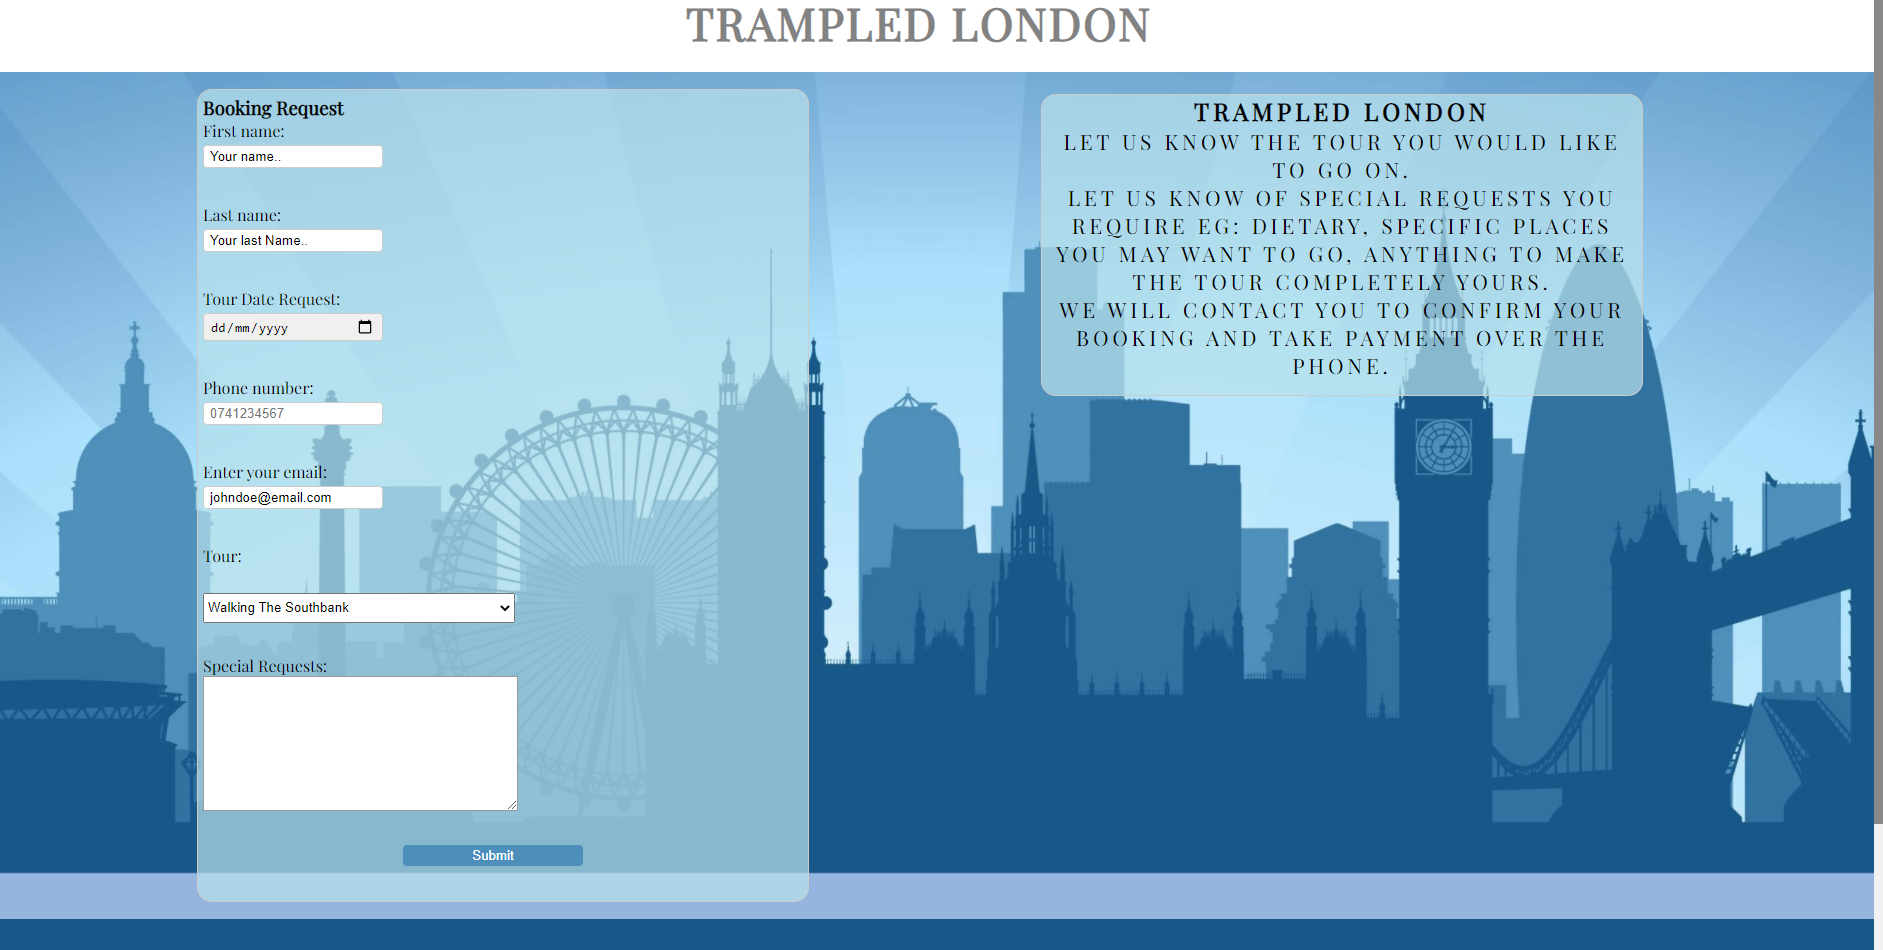 TRAMPLED LONDON
Booking Request
First name:
Your name..
Last name:
Your last Name..
Tour Date Request:
dd/mm/yyyy
Phone number:
0741234567
Enter your email:
johndoe@email.com
Tour:
Walking The Southbank
Special Requests:
Submit
TRAMPLED LONDON
LET US KNOW THE TOUR YOU WOULD LIKE
TO GO ON.
LET US KNOW OF SPECIAL REQUESTS YOU
REQUIRE EG: DIETARY, SPECIFIC PLACES
YOU MAY WANT TO GO, ANYTHING TO MAKE
THE TOUR COMPLETELY YOURS.
WE WILL CONTACT YOU TO CONFIRM YOUR
BOOKING AND TAKE PAYMENT OVER THE
PHONE.